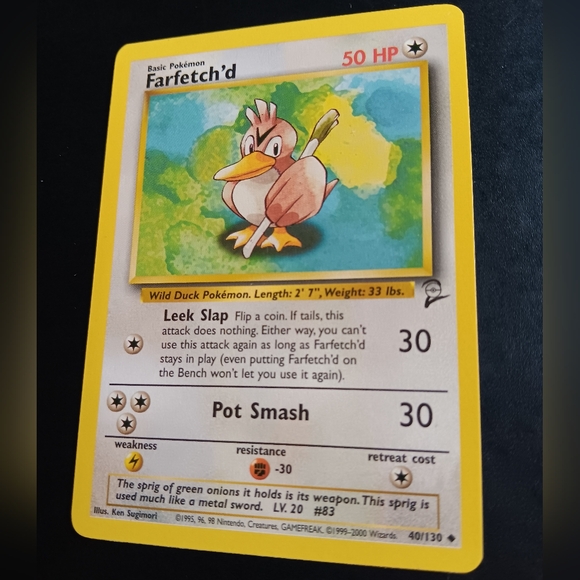 Basic Pokémon
Farfetch'd
50 HP
Wild Duck Pokémon. Length: 2' 7", Weight: 33 lbs.
Leek Slap Flip a coin. If tails, this
attack does nothing. Either way, you can't
use this attack again as long as Farfetch'd
stays in play (even putting Farfetch'd on
the Bench won't let you use it again).
30
Pot Smash 30
weakness
resistance
retreat cost
-30
The sprig of green onions it holds is its weapon. This sprig is
used much like a metal sword. LV. 20 #83
Illus. Ken Sugimori
©1995, 96, 98 Nintendo, Creatures, GAMEFREAK. ©1999-2000 Wizards. 40/130